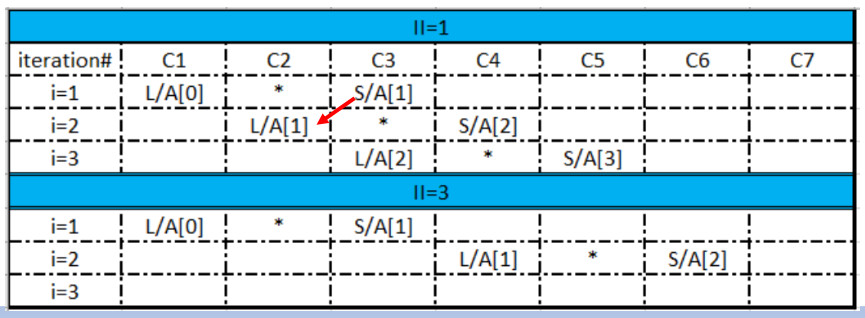 II=1
iteration# C1 C2 C3 C4 C5 C6 C7
i=1 L/A[0] * S/A[1]
i=2 L/A[1] * S/A[2]
i=3 L/A[2] * S/A[3]
II=3
i=1 L/A[0] * S/A[1]
i=2 L/A[1] * S/A[2]
i=3